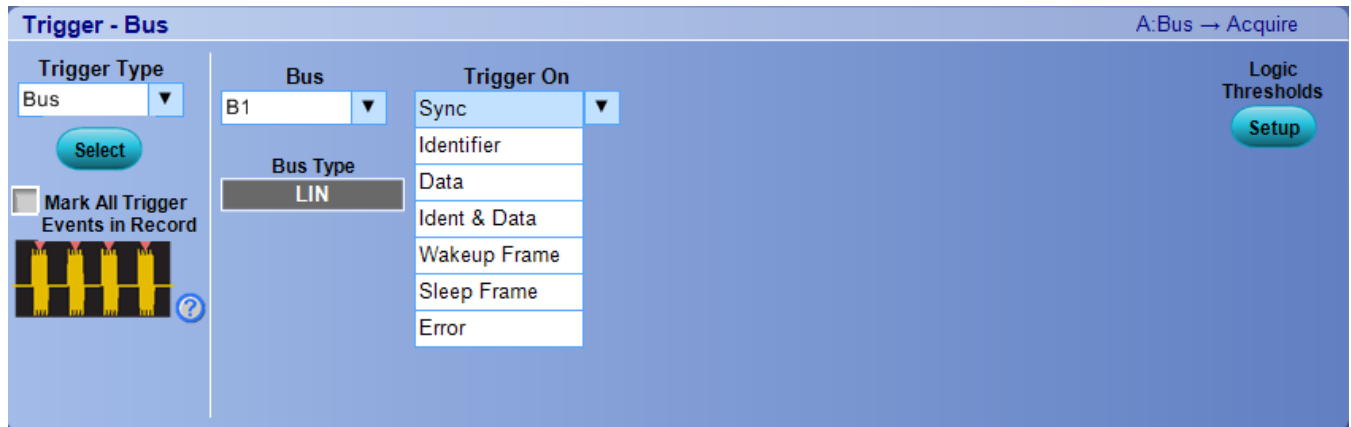 Trigger - Bus
A:Bus → Acquire
Trigger Type
Bus
Select
Mark All Trigger
Events in Record
?
Bus
B1
Bus Type
LIN
Trigger On
Sync
Identifier
Data
Ident & Data
Wakeup Frame
Sleep Frame
Error
Logic
Thresholds
Setup